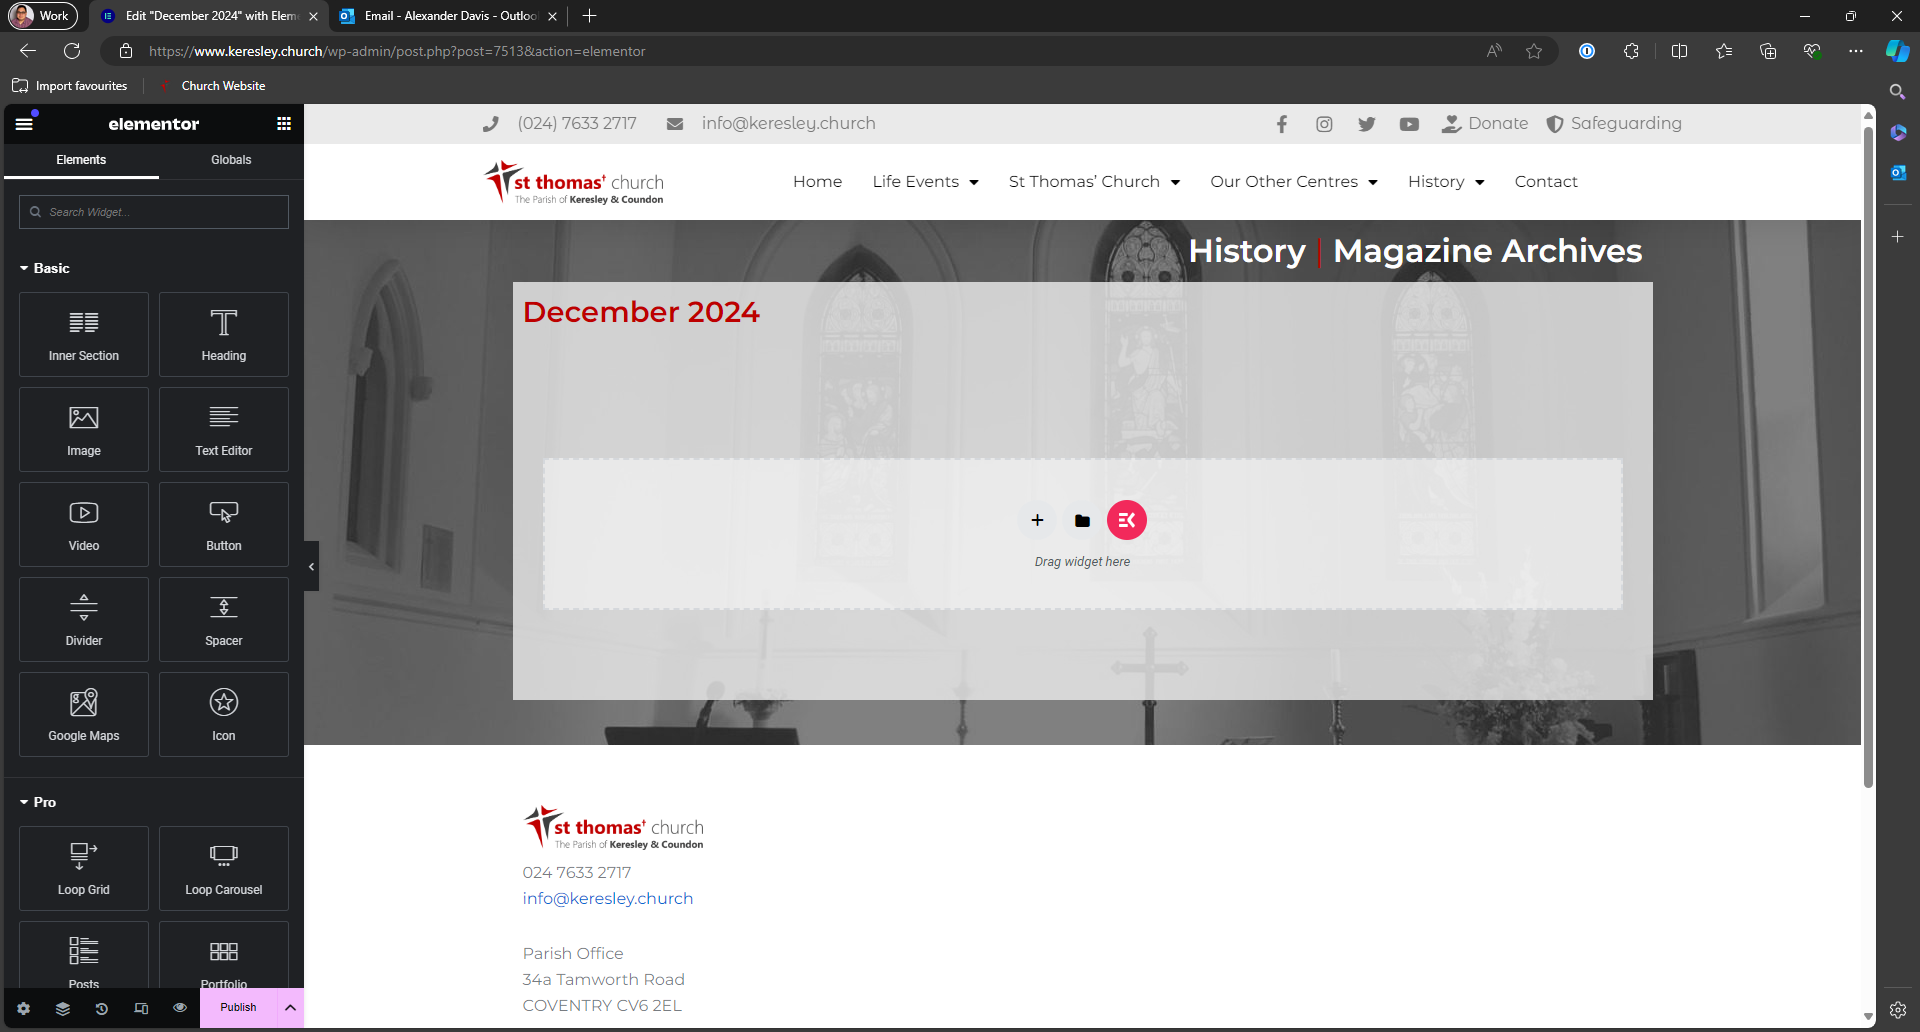 Work
Edit "December 2024" with Elem
Email - Alexander Davis - Outloo
https://www.keresley.church/wp-admin/post.php?post=7513&action=elementor
Import favourites
Church Website
elementor
Elements
Globals
Search Widget...
Basic
Inner Section
Heading
Image
Text Editor
Video
Button
Divider
Spacer
Google Maps
Icon
Pro
Loop Grid
Loop Carousel
Posts
Portfolio
Publish
(024) 7633 2717
info@keresley.church
Donate
Safeguarding
st thomas' church
The Parish of Keresley & Coundon
Home
Life Events
St Thomas’ Church
Our Other Centres
History
Contact
History | Magazine Archives
December 2024
Drag widget here
st thomas' church
The Parish of Keresley & Coundon
024 7633 2717
info@keresley.church
Parish Office
34a Tamworth Road
COVENTRY CV6 2EL